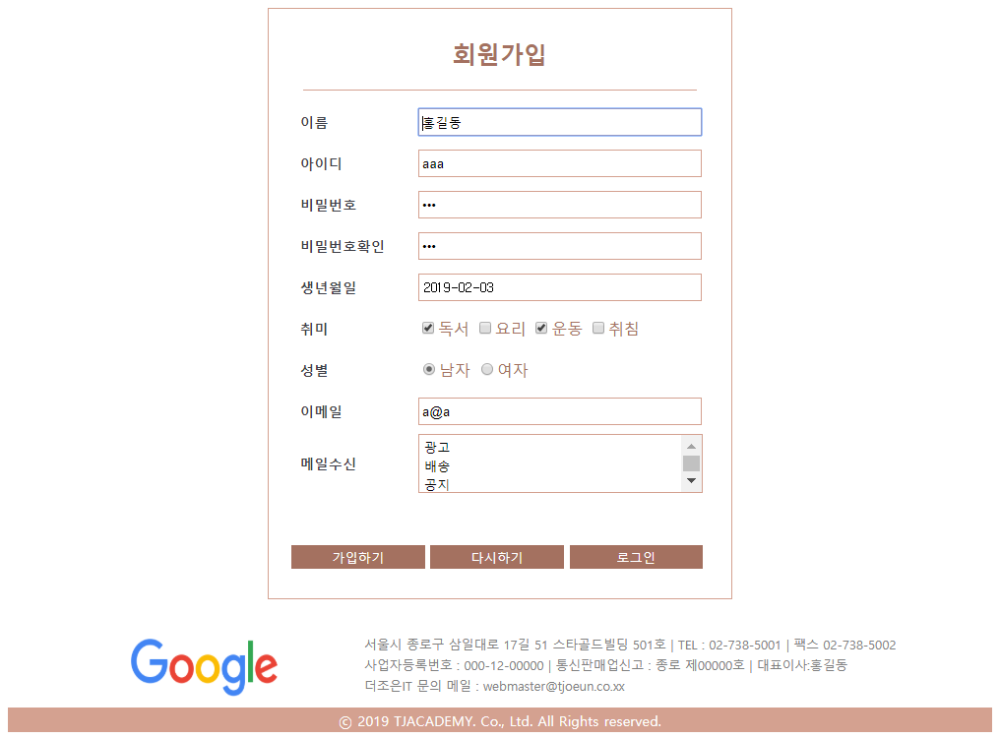 회원가입
이름 홍길동
아이디 aaa
비밀번호 •••
비밀번호확인 •••
생년월일 2019-02-03
취미 독서 요리 운동 취침
성별 남자 여자
이메일 a@a
메일수신 광고
배송
공지
가입하기 다시하기 로그인
Google
서울시 종로구 삼일대로 17길 51 스타골드빌딩 501호 | TEL : 02-738-5001 | 팩스 02-738-5002
사업자등록번호 : 000-12-00000 | 통신판매업신고 : 종로 제00000호 | 대표이사:홍길동
더조은IT 문의 메일 : webmaster@tjoeun.co.xx
ⓒ 2019 TJACADEMY. Co., Ltd. All Rights reserved.